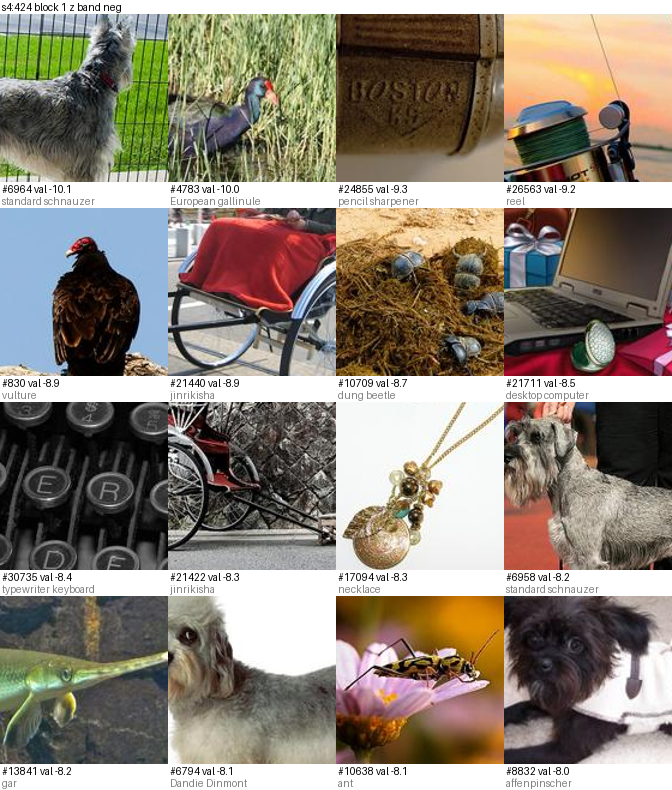 s4:424 block 1 z band neg
#6964 val -10.1
standard schnauzer
#4783 val -10.0
European gallinule
BOSTON
KS
#24855 val -9.3
pencil sharpener
#26563 val -9.2
reel
#830 val -8.9
vulture
#21440 val -8.9
jinrikisha
#10709 val -8.7
dung beetle
#21711 val -8.5
desktop computer
E R
D F
#30735 val -8.4
typewriter keyboard
#21422 val -8.3
jinrikisha
#17094 val -8.3
necklace
#6958 val -8.2
standard schnauzer
#13841 val -8.2
gar
#6794 val -8.1
Dandie Dinmont
#10638 val -8.1
ant
#8832 val -8.0
affenpinscher